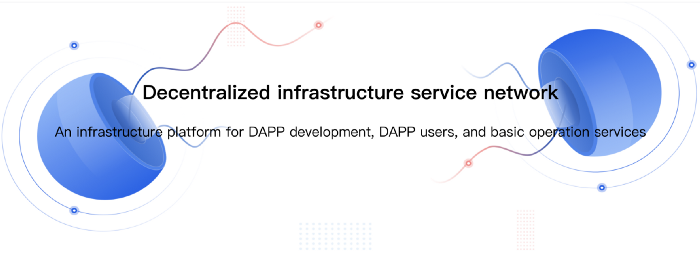 Decentralized infrastructure service network
An infrastructure platform for DAPP development, DAPP users, and basic operation services